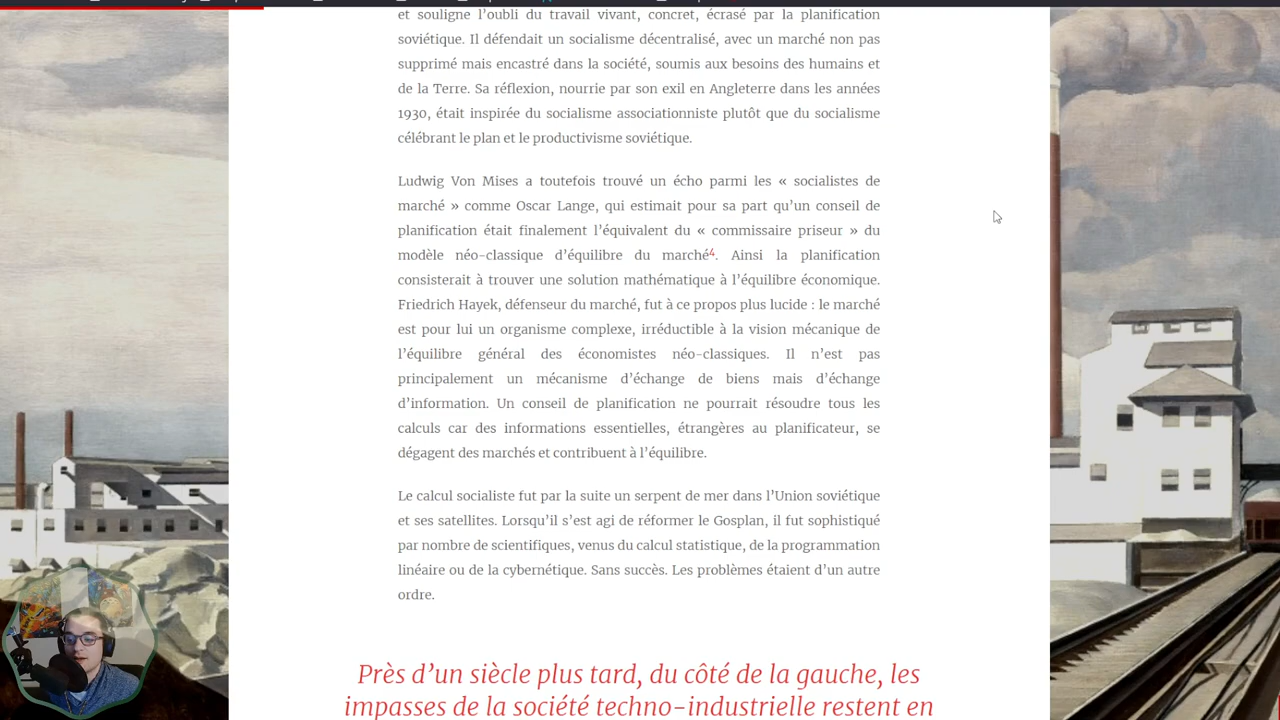 et souligne l’oubli du travail vivant, concret, écrasé par la planification
soviétique. Il défendait un socialisme décentralisé, avec un marché non pas
supprimé mais encastré dans la société, soumis aux besoins des humains et
de la Terre. Sa réflexion, nourrie par son exil en Angleterre dans les années
1930, était inspirée du socialisme associationniste plutôt que du socialisme
célébrant le plan et le productivisme soviétique.
Ludwig Von Mises a toutefois trouvé un écho parmi les « socialistes de
marché » comme Oscar Lange, qui estimait pour sa part qu’un conseil de
planification était finalement l’équivalent du « commissaire priseur » du
modèle néo-classique d’équilibre du marché4. Ainsi la planification
consisterait à trouver une solution mathématique à l’équilibre économique.
Friedrich Hayek, défenseur du marché, fut à ce propos plus lucide : le marché
est pour lui un organisme complexe, irréductible à la vision mécanique de
l’équilibre général des économistes néo-classiques. Il n’est pas
principalement un mécanisme d’échange de biens mais d’échange
d’information. Un conseil de planification ne pourrait résoudre tous les
calculs car des informations essentielles, étrangères au planificateur, se
dégagent des marchés et contribuent à l’équilibre.
Le calcul socialiste fut par la suite un serpent de mer dans l’Union soviétique
et ses satellites. Lorsqu’il s’est agi de réformer le Gosplan, il fut sophistiqué
par nombre de scientifiques, venus du calcul statistique, de la programmation
linéaire ou de la cybernétique. Sans succès. Les problèmes étaient d’un autre
ordre.
Près d’un siècle plus tard, du côté de la gauche, les
impasses de la société techno-industrielle restent en